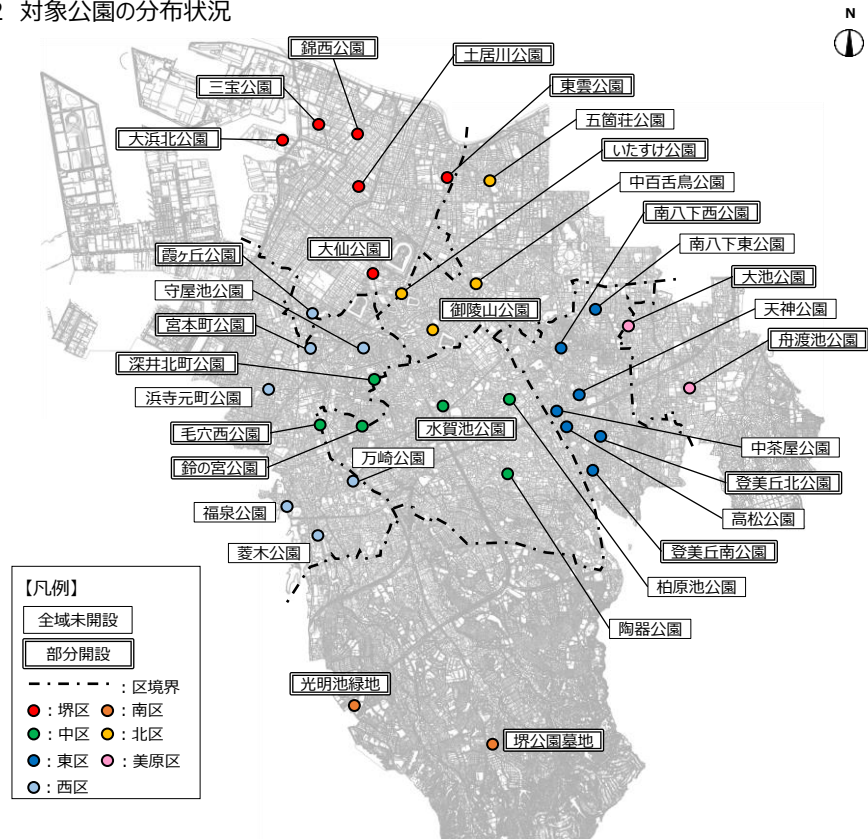 2 対象公園の分布状況
N
錦西公園
土居川公園
三宝公園
東雲公園
五箇荘公園
大浜北公園
いたすけ公園
中百舌鳥公園
南八下西公園
南八下東公園
霞ヶ丘公園
大仙公園
大池公園
守屋池公園
天神公園
宮本町公園
御陵山公園
舟渡池公園
深井北町公園
浜寺元町公園
毛穴西公園
水賀池公園
中茶屋公園
鈴の宮公園
万崎公園
登美丘北公園
福泉公園
高松公園
菱木公園
登美丘南公園
柏原池公園
陶器公園
光明池緑地
堺公園墓地
【凡例】
全域未開設
部分開設
：区境界
：堺区 ：南区
：中区 ：北区
：東区 ：美原区
：西区